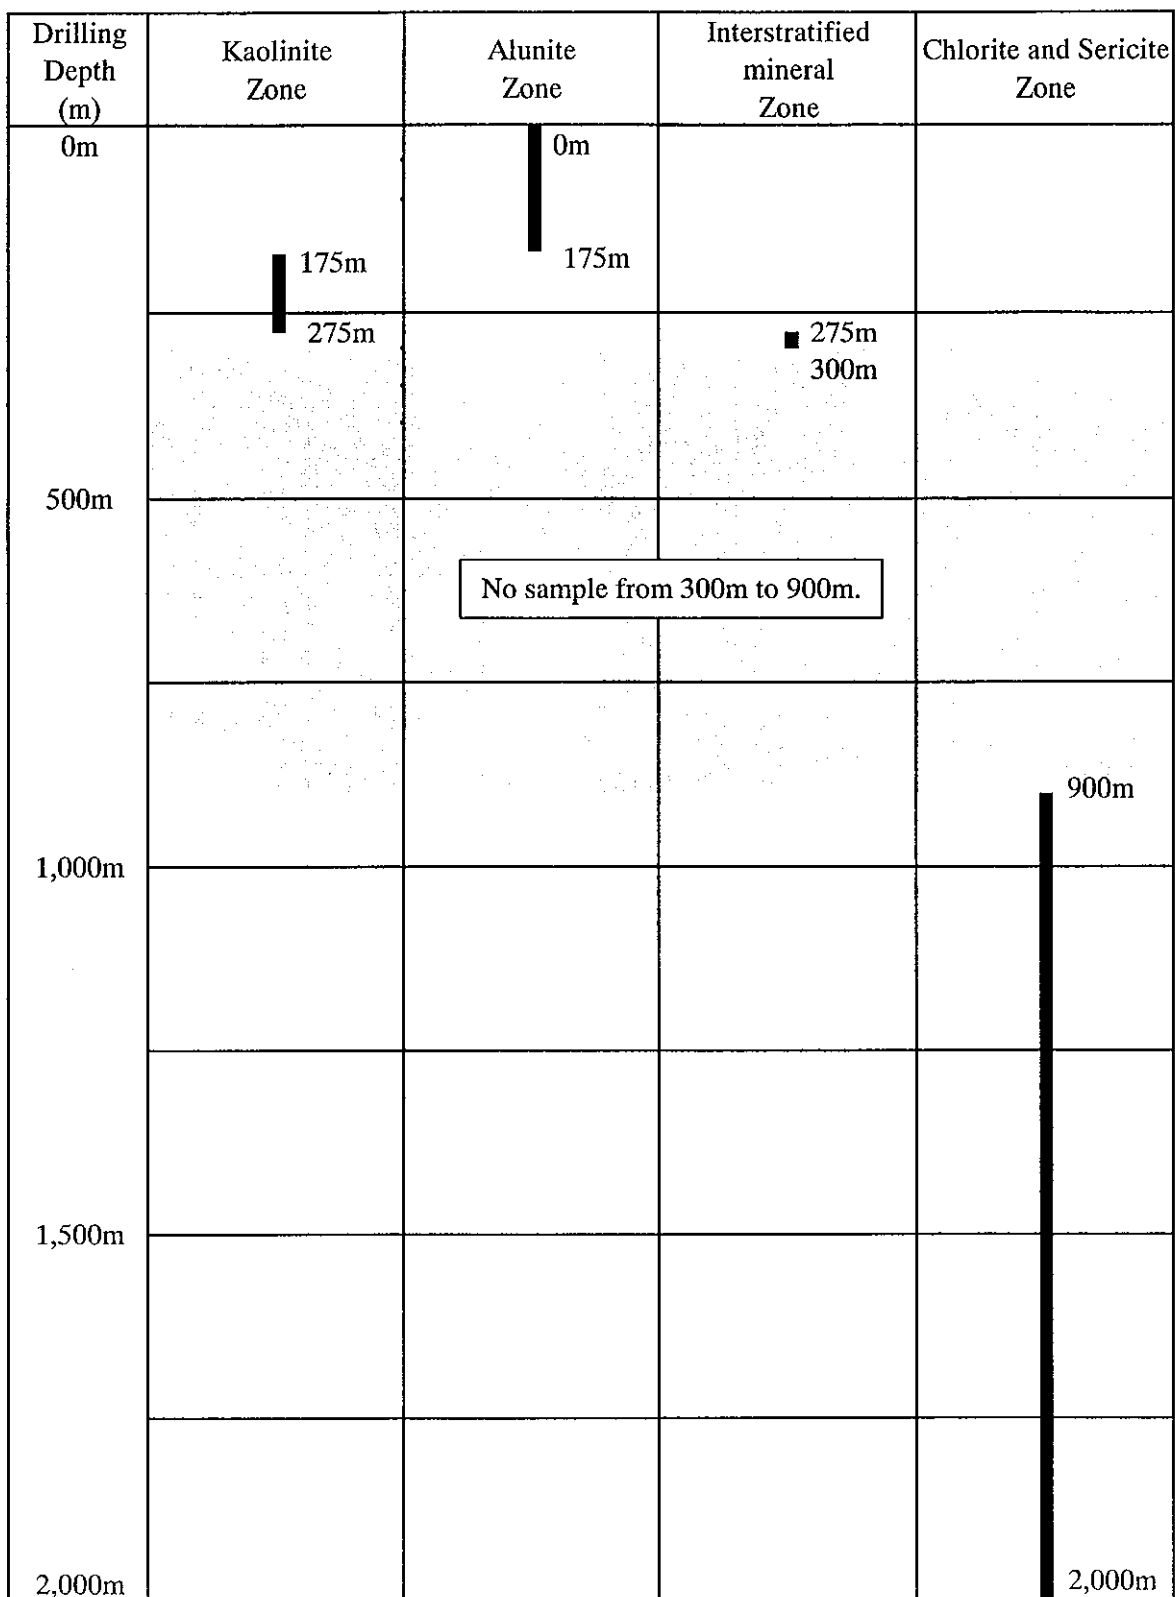 Drilling
Depth
(m)
Kaolinite
Zone
Alunite
Zone
Interstratified
mineral
Zone
Chlorite and Sericite
Zone
0m
0m
175m
175m
275m
275m
300m
500m
No sample from 300m to 900m.
900m
1,000m
1,500m
2,000m
2,000m